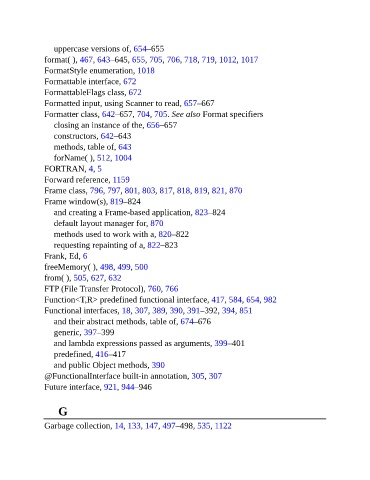 uppercase versions of, 654–655
format( ), 467, 643–645, 655, 705, 706, 718, 719, 1012, 1017
FormatStyle enumeration, 1018
Formattable interface, 672
FormattableFlags class, 672
Formatted input, using Scanner to read, 657–667
Formatter class, 642–657, 704, 705. See also Format specifiers
closing an instance of the, 656–657
constructors, 642–643
methods, table of, 643
forName( ), 512, 1004
FORTRAN, 4, 5
Forward reference, 1159
Frame class, 796, 797, 801, 803, 817, 818, 819, 821, 870
Frame window(s), 819–824
and creating a Frame-based application, 823–824
default layout manager for, 870
methods used to work with a, 820–822
requesting repainting of a, 822–823
Frank, Ed, 6
freeMemory( ), 498, 499, 500
from( ), 505, 627, 632
FTP (File Transfer Protocol), 760, 766
Function<T,R> predefined functional interface, 417, 584, 654, 982
Functional interfaces, 18, 307, 389, 390, 391–392, 394, 851
and their abstract methods, table of, 674–676
generic, 397–399
and lambda expressions passed as arguments, 399–401
predefined, 416–417
and public Object methods, 390
@FunctionalInterface built-in annotation, 305, 307
Future interface, 921, 944–946
G
Garbage collection, 14, 133, 147, 497–498, 535, 1122